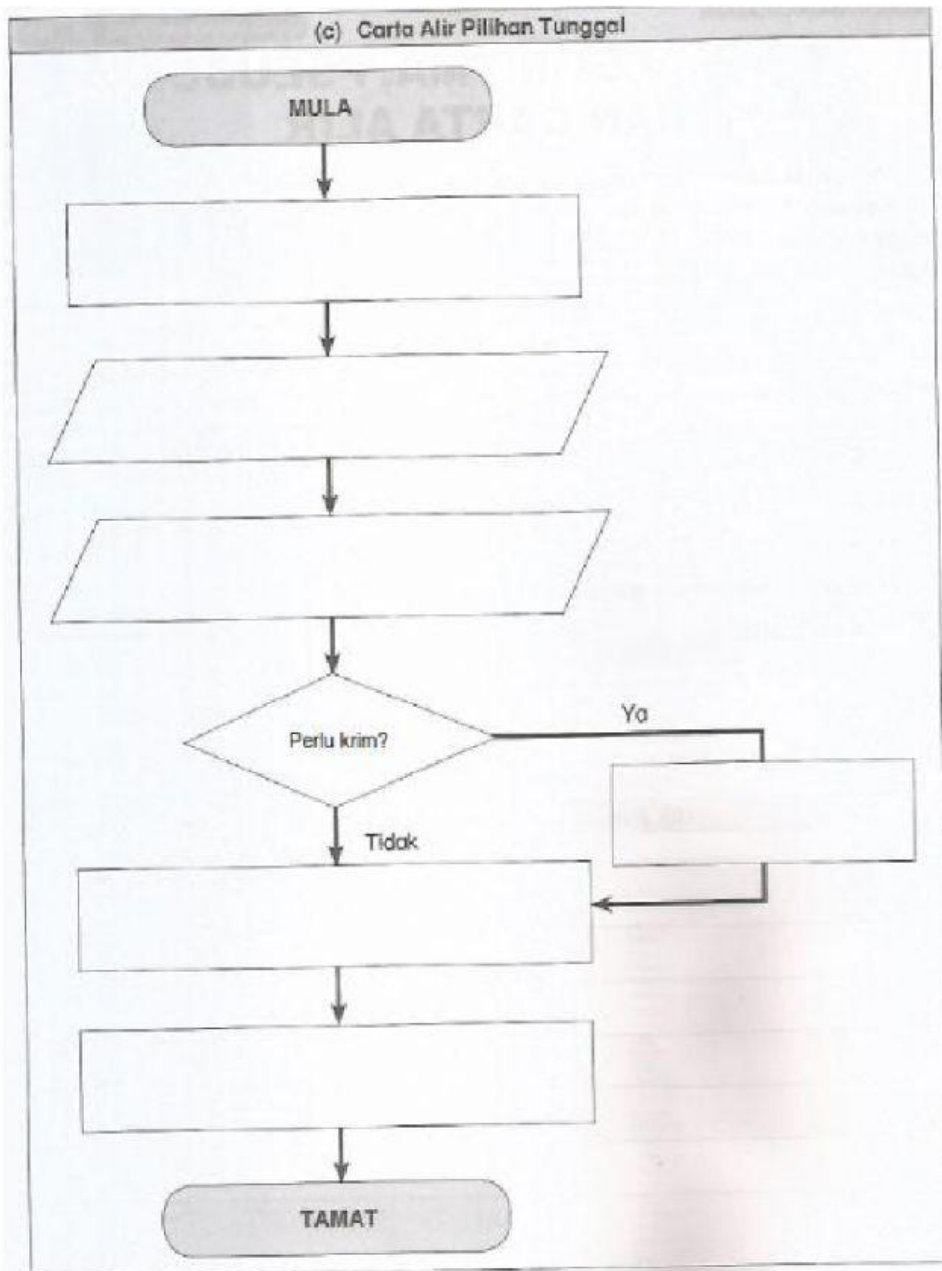 (c) Carta Alir Pilihan Tunggal
MULA
Perlu krim?
Ya
Tidak
TAMAT